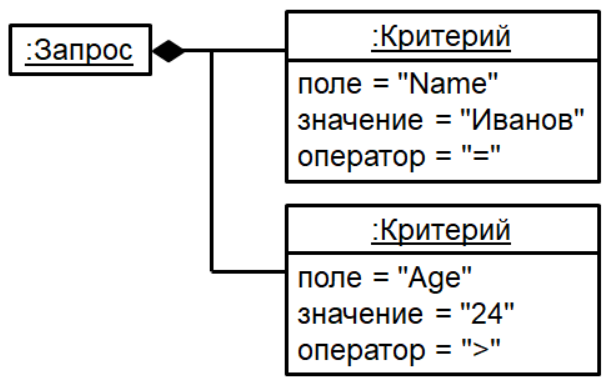 :Запрос
:Критерий
поле = "Name"
значение = "Иванов"
оператор = "="
:Критерий
поле = "Age"
значение = "24"
оператор = ">"